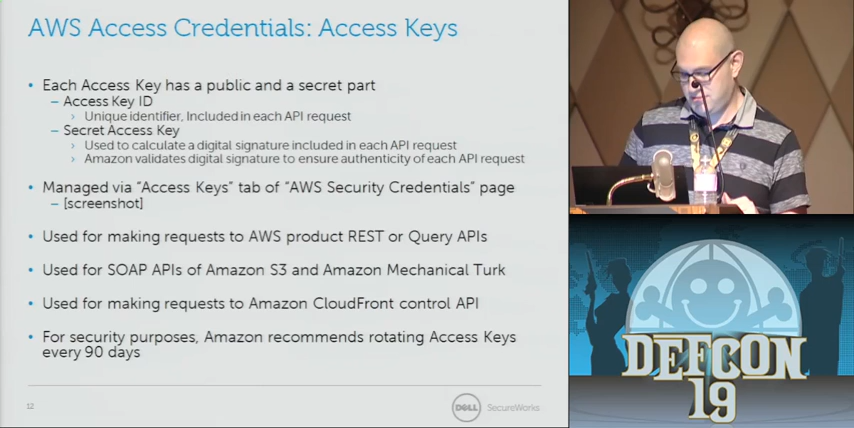 AWS Access Credentials: Access Keys
• Each Access Key has a public and a secret part
– Access Key ID
› Unique identifier, Included in each API request
– Secret Access Key
› Used to calculate a digital signature included in each API request
› Amazon validates digital signature to ensure authenticity of each API request
• Managed via "Access Keys" tab of "AWS Security Credentials" page
– [screenshot]
• Used for making requests to AWS product REST or Query APIs
• Used for SOAP APIs of Amazon S3 and Amazon Mechanical Turk
• Used for making requests to Amazon CloudFront control API
• For security purposes, Amazon recommends rotating Access Keys
every 90 days
12
DELL SecureWorks
DEFCON
19